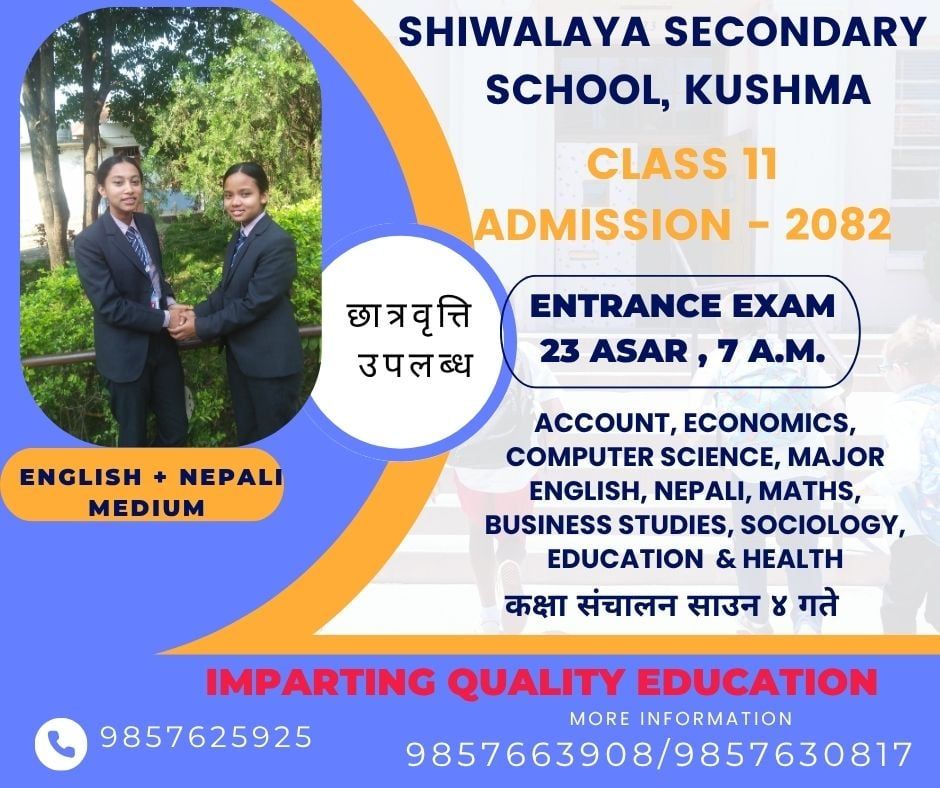 SHIWALAYA SECONDARY
SCHOOL, KUSHMA
CLASS 11
ADMISSION - 2082
ENTRANCE EXAM
23 ASAR , 7 A.M.
छात्रवृत्ति
उपलब्ध
ACCOUNT, ECONOMICS,
COMPUTER SCIENCE, MAJOR
ENGLISH, NEPALI, MATHS,
BUSINESS STUDIES, SOCIOLOGY,
EDUCATION & HEALTH
कक्षा संचालन साउन ४ गते
ENGLISH + NEPALI
MEDIUM
IMPARTING QUALITY EDUCATION
MORE INFORMATION
9857625925
9857663908/9857630817